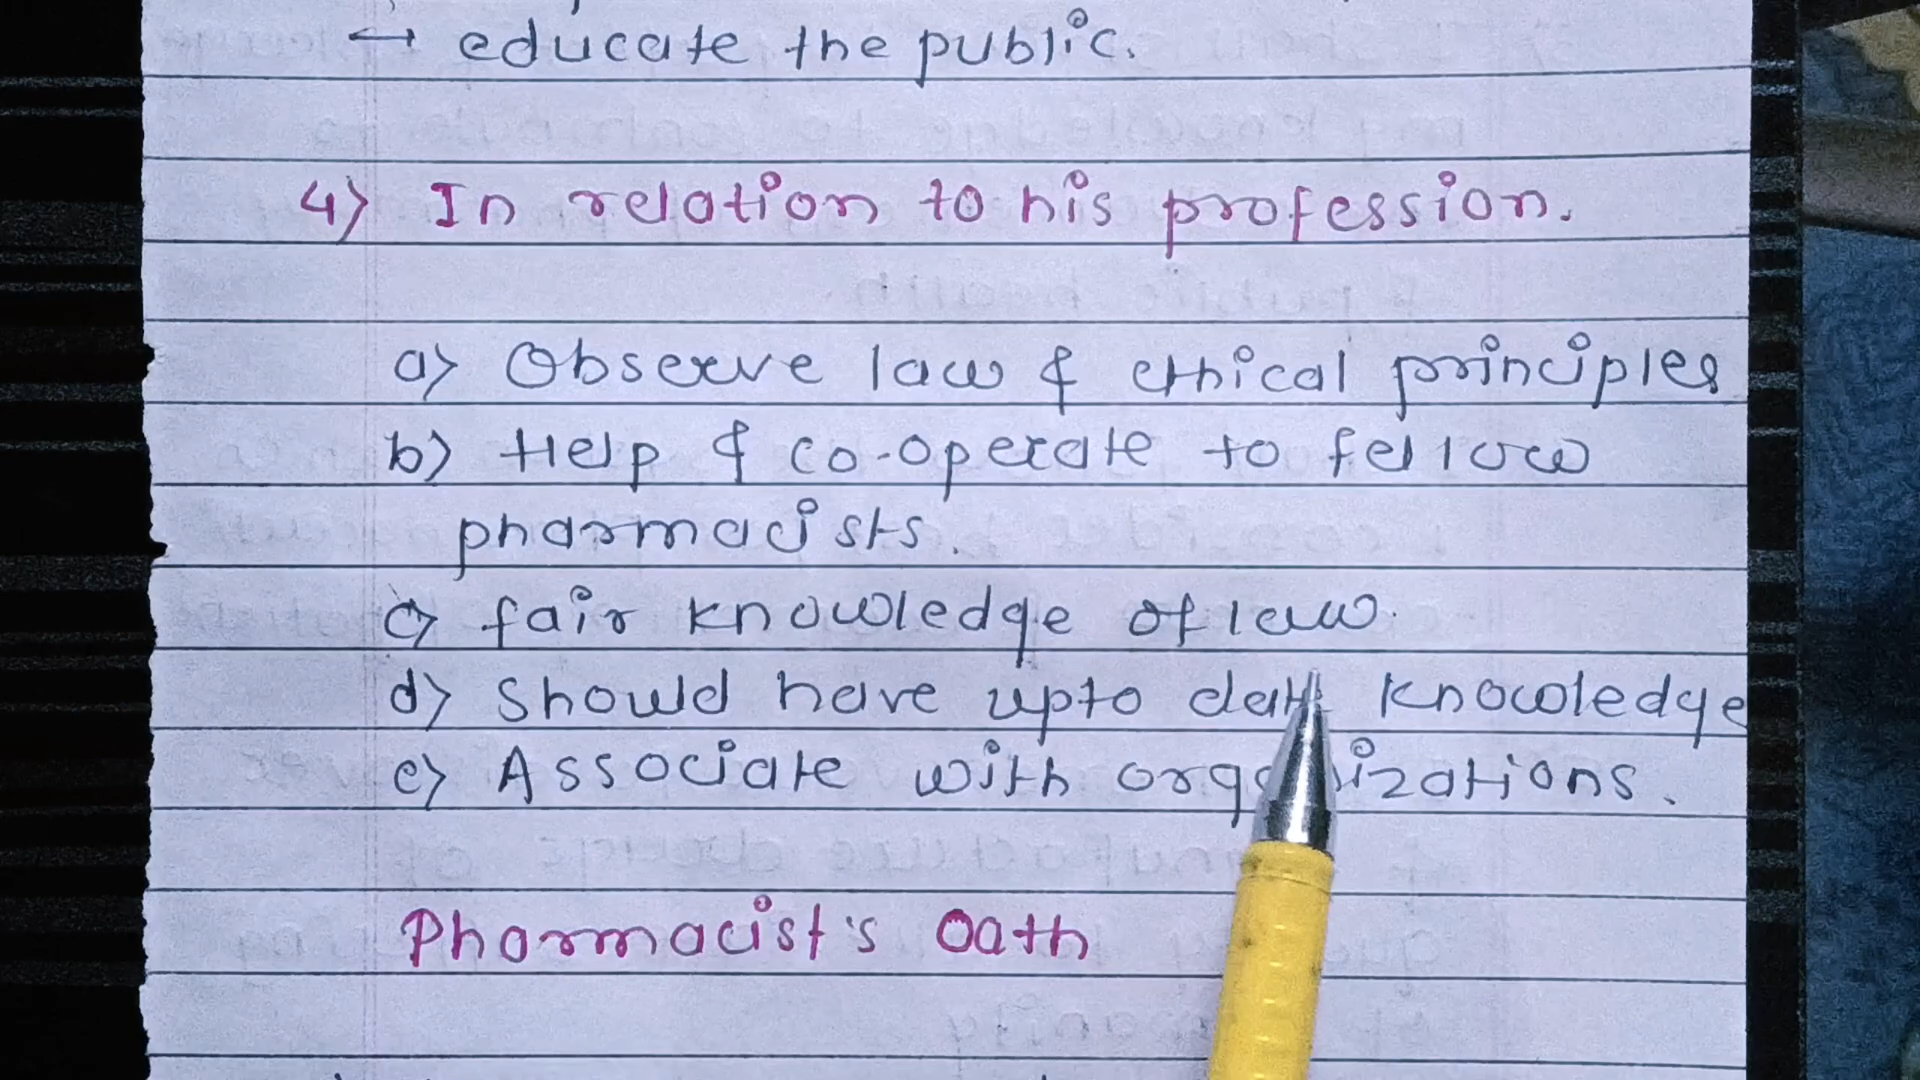 → educate the public.
4) In relation to his profession.
a) Observe law & ethical principles
b) Help & co-operate to fellow
pharmacists.
c) fair knowledge of law.
d) Should have upto date knowledge
e) Associate with organizations.
Pharmacist's Oath